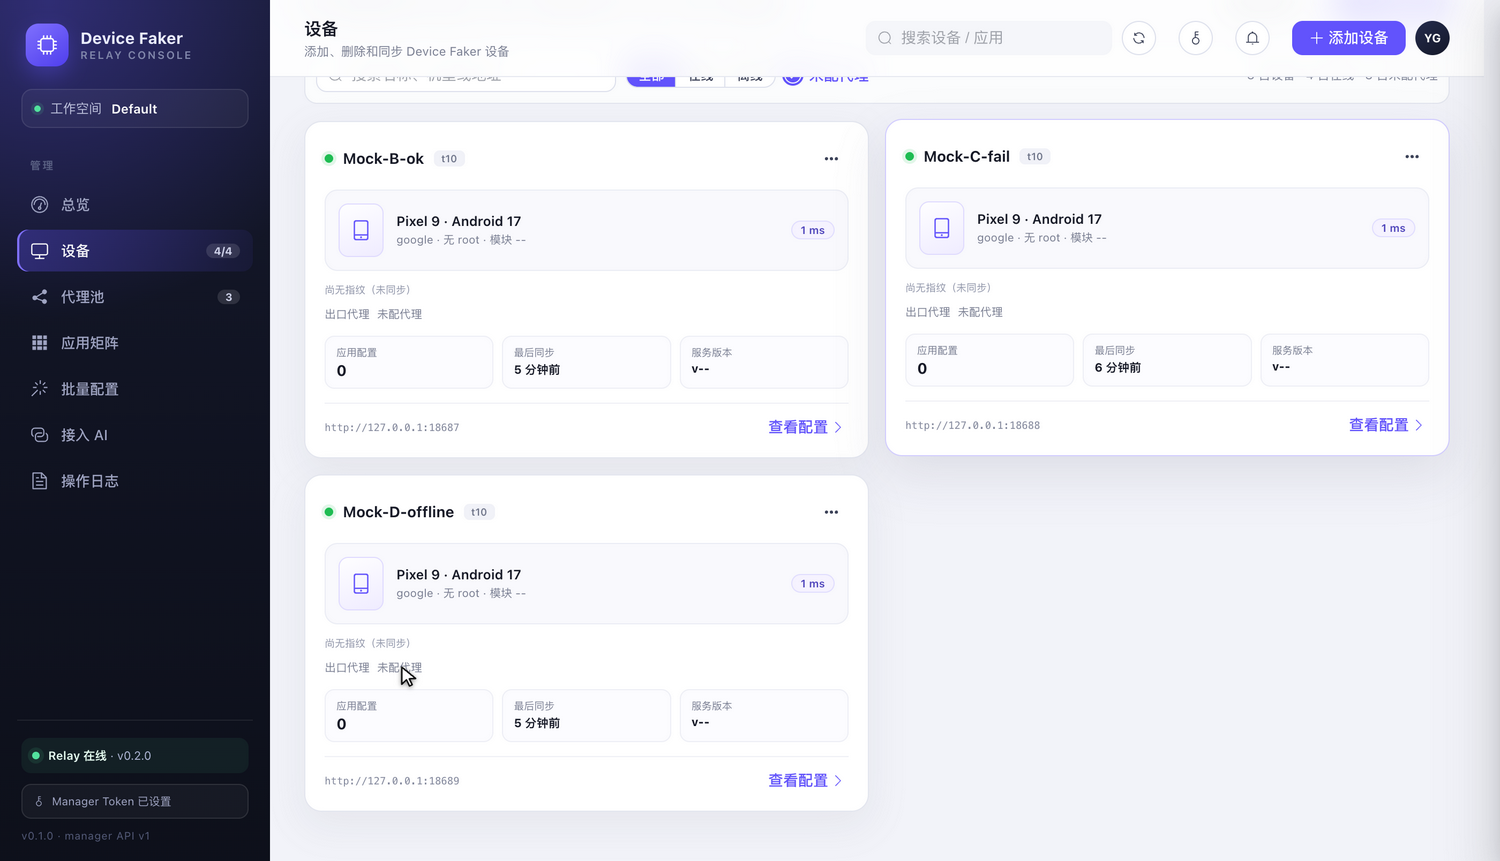 Device Faker
RELAY CONSOLE
工作空间 Default
管理
总览
设备 4/4
代理池 3
应用矩阵
批量配置
接入 AI
操作日志
Relay 在线 · v0.2.0
Manager Token 已设置
v0.1.0 · manager API v1
设备
添加、删除和同步 Device Faker 设备
搜索设备 / 应用
添加设备
YG
未配代理
Mock-B-ok t10
Pixel 9 · Android 17
google · 无 root · 模块 --
1 ms
尚无指纹（未同步）
出口代理 未配代理
应用配置
0
最后同步
5 分钟前
服务版本
v--
http://127.0.0.1:18687
查看配置
Mock-C-fail t10
Pixel 9 · Android 17
google · 无 root · 模块 --
1 ms
尚无指纹（未同步）
出口代理 未配代理
应用配置
0
最后同步
6 分钟前
服务版本
v--
http://127.0.0.1:18688
查看配置
Mock-D-offline t10
Pixel 9 · Android 17
google · 无 root · 模块 --
1 ms
尚无指纹（未同步）
出口代理 未配代理
应用配置
0
最后同步
5 分钟前
服务版本
v--
http://127.0.0.1:18689
查看配置